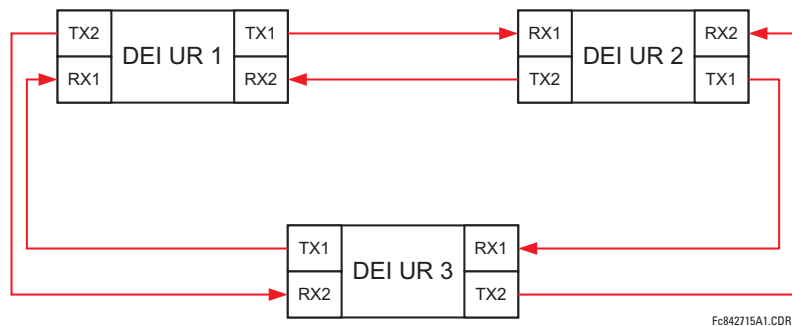 TX2 DEI UR 1 TX1
RX1 RX2
RX1 DEI UR 2 RX2
TX2 TX1
TX1 DEI UR 3 RX1
RX2 TX2
Fc842715A1.CDR